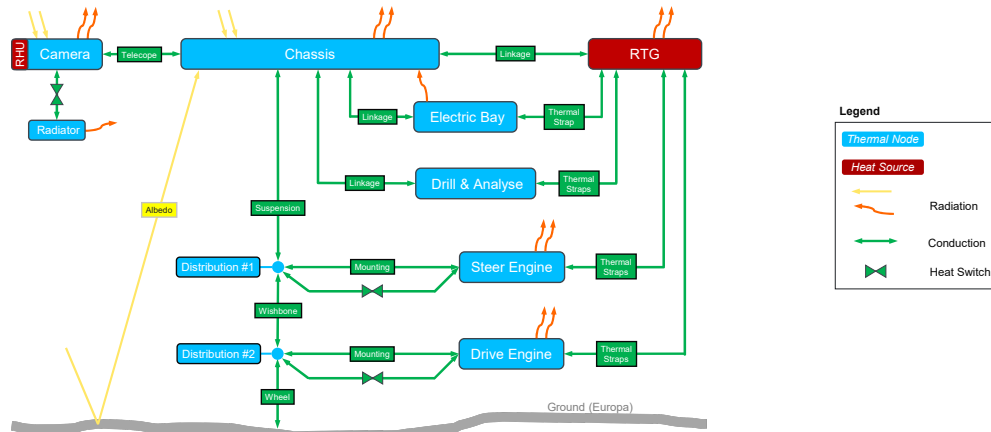 RHU
Camera
Telecope
Chassis
Linkage
RTG
Radiator
Linkage
Electric Bay
Thermal
Strap
Linkage
Drill & Analyse
Thermal
Straps
Albedo
Suspension
Distribution #1
Mounting
Steer Engine
Thermal
Straps
Wishbone
Distribution #2
Mounting
Drive Engine
Thermal
Straps
Wheel
Ground (Europa)
Legend
Thermal Node
Heat Source
Radiation
Conduction
Heat Switch